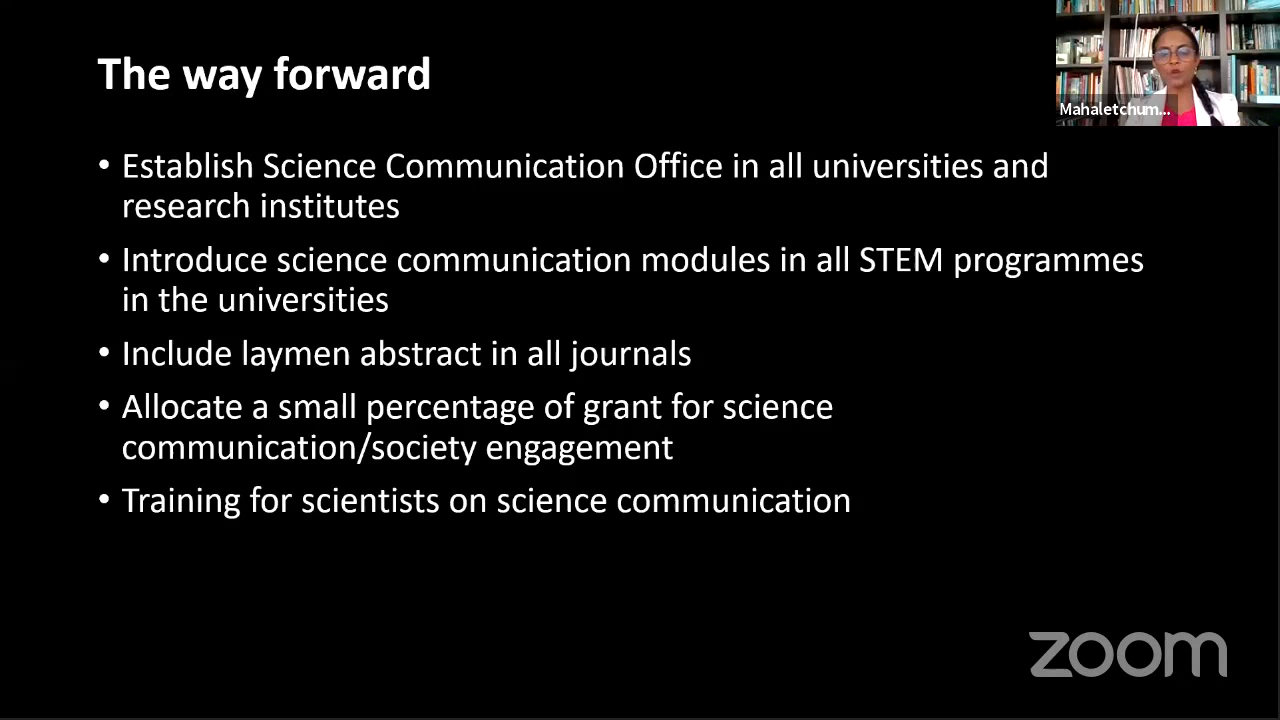 The way forward
Mahaletchum...
• Establish Science Communication Office in all universities and
research institutes
• Introduce science communication modules in all STEM programmes
in the universities
• Include laymen abstract in all journals
• Allocate a small percentage of grant for science
communication/society engagement
• Training for scientists on science communication
zoom